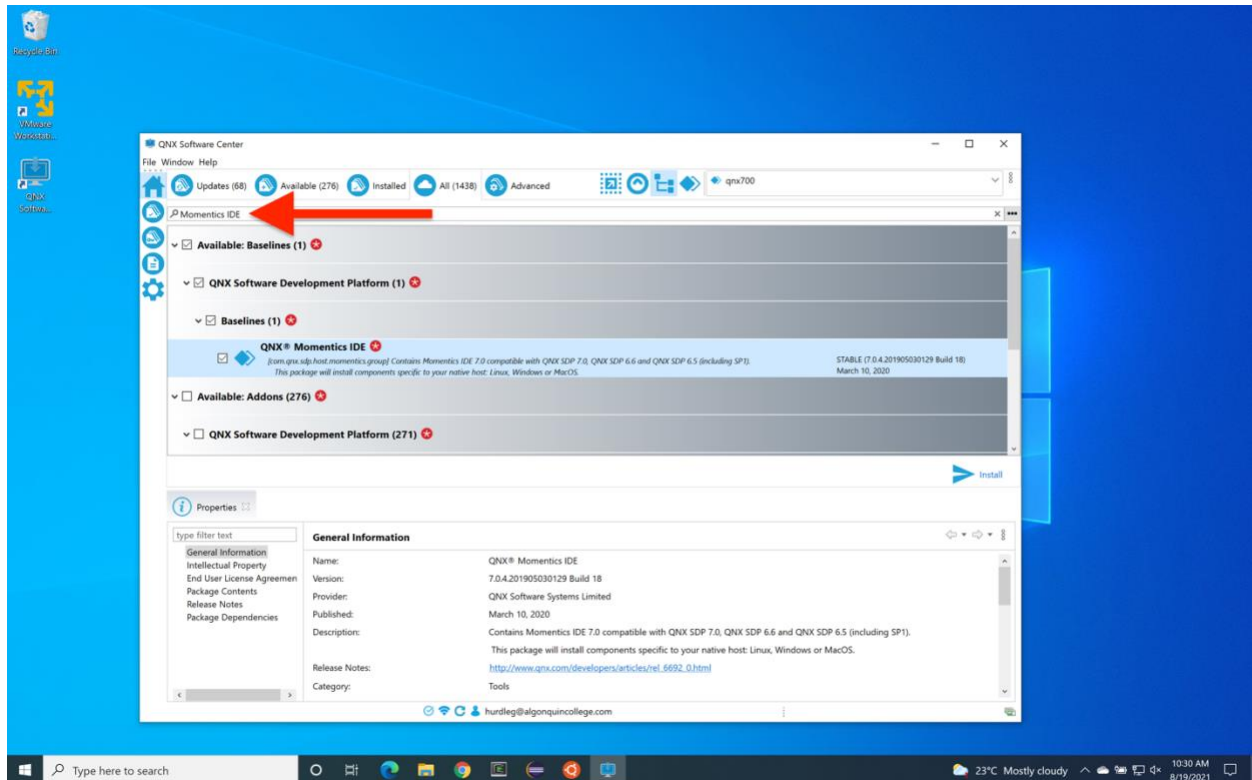 Recycle Bin
VMware
Workstati...
QNX
Softwa...
QNX Software Center
File Window Help
Updates (68) Available (276) Installed All (1438) Advanced qnx700
Momentics IDE
Available: Baselines (1)
QNX Software Development Platform (1)
Baselines (1)
QNX® Momentics IDE
[com.qnx.sdp.host.momentics.group] Contains Momentics IDE 7.0 compatible with QNX SDP 7.0, QNX SDP 6.6 and QNX SDP 6.5 (including SP1).
This package will install components specific to your native host: Linux, Windows or MacOS.
STABLE (7.0.4.201905030129 Build 18)
March 10, 2020
Available: Addons (276)
QNX Software Development Platform (271)
Install
Properties
type filter text
General Information
Intellectual Property
End User License Agreemen
Package Contents
Release Notes
Package Dependencies
General Information
Name: QNX® Momentics IDE
Version: 7.0.4.201905030129 Build 18
Provider: QNX Software Systems Limited
Published: March 10, 2020
Description: Contains Momentics IDE 7.0 compatible with QNX SDP 7.0, QNX SDP 6.6 and QNX SDP 6.5 (including SP1).
This package will install components specific to your native host: Linux, Windows or MacOS.
Release Notes: http://www.qnx.com/developers/articles/rel_6692_0.html
Category: Tools
hurdleg@algonquincollege.com
Type here to search
23°C Mostly cloudy
10:30 AM
8/19/2021